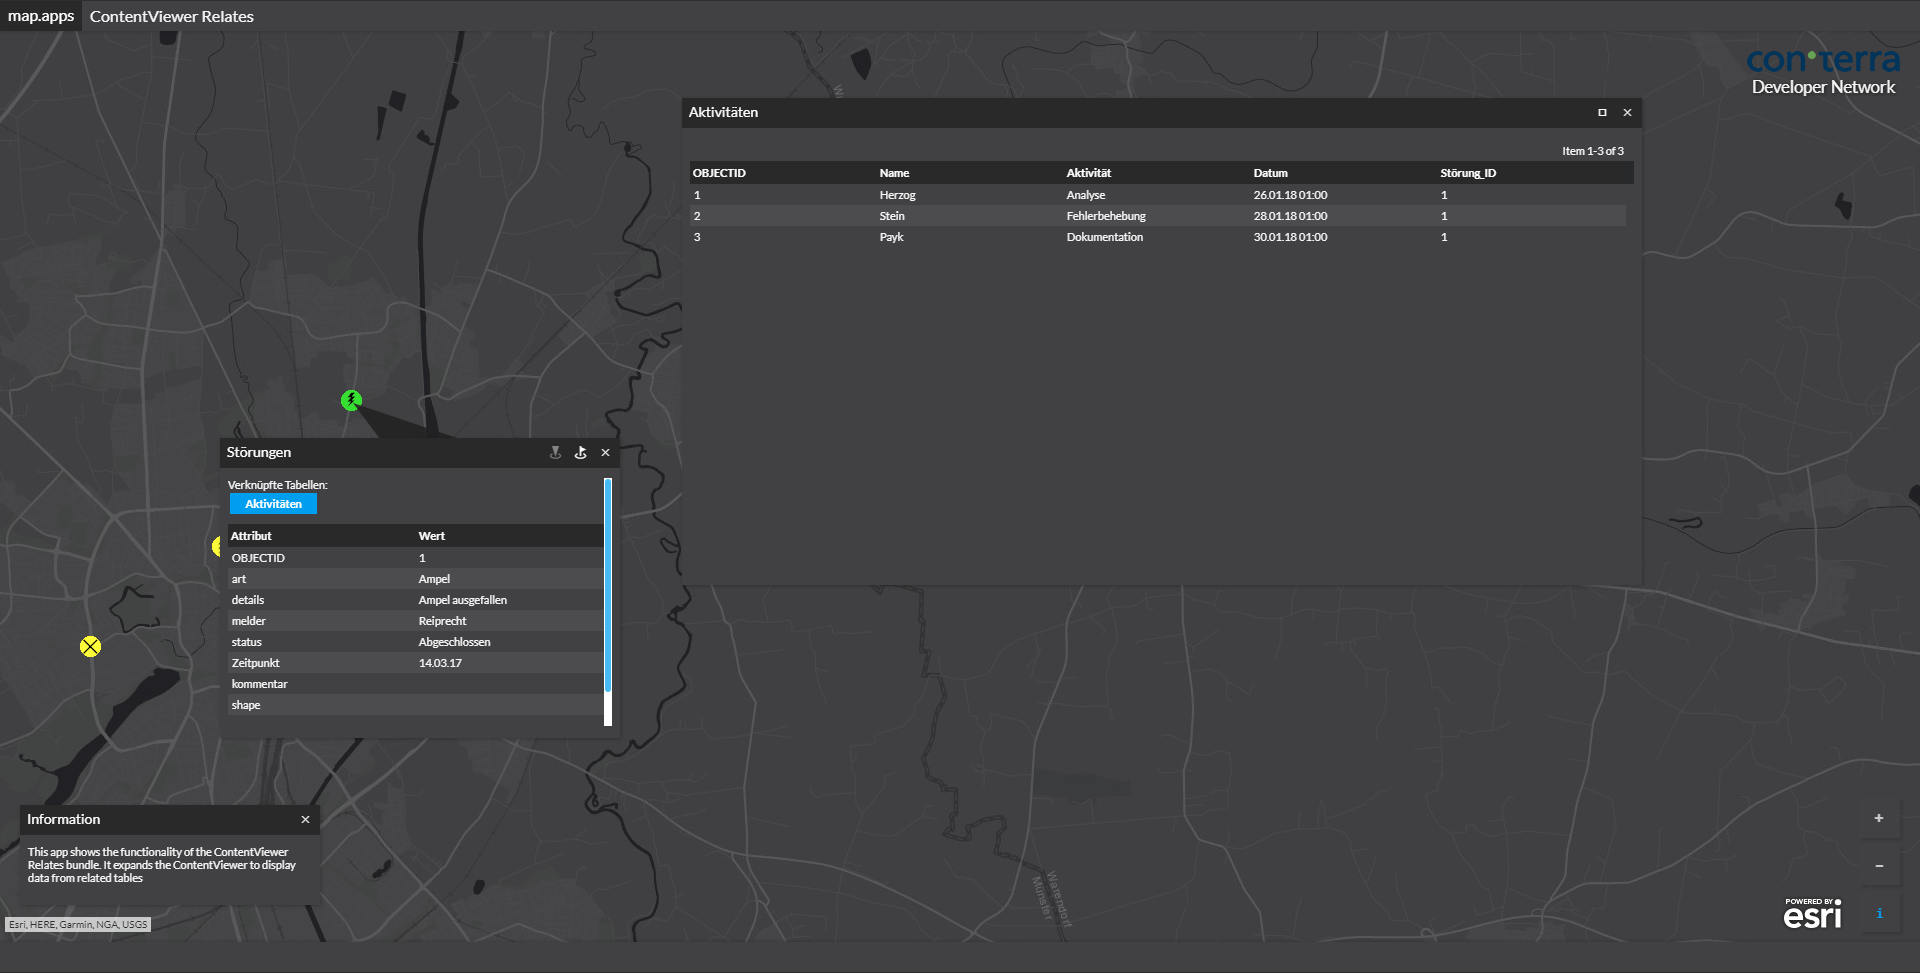 map.apps ContentViewer Relates
con terra
Developer Network
Aktivitäten
Item 1-3 of 3
OBJECTID Name Aktivität Datum Störung_ID
1 Herzog Analyse 26.01.18 01:00 1
2 Stein Fehlerbehebung 28.01.18 01:00 1
3 Payk Dokumentation 30.01.18 01:00 1
Störungen
Verknüpfte Tabellen:
Aktivitäten
Attribut Wert
OBJECTID 1
art Ampel
details Ampel ausgefallen
melder Reiprecht
status Abgeschlossen
Zeitpunkt 14.03.17
kommentar
shape
Information
This app shows the functionality of the ContentViewer
Relates bundle. It expands the ContentViewer to display
data from related tables
Esri, HERE, Garmin, NGA, USGS
Warendorf
Münster
+
−
i
POWERED BY
esri